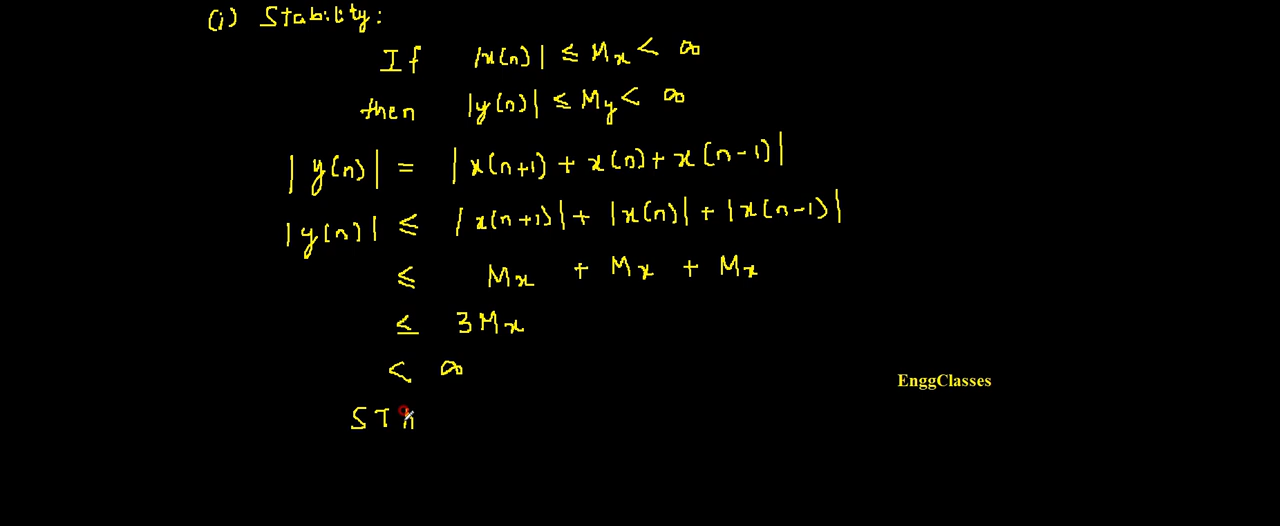 (i) Stability:
If |x(n)| ≤ Mx < ∞
then |y(n)| ≤ My < ∞
|y(n)| = |x(n+1) + x(n) + x(n-1)|
|y(n)| ≤ |x(n+1)| + |x(n)| + |x(n-1)|
≤ Mx + Mx + Mx
≤ 3Mx
< ∞
EnggClasses
ST